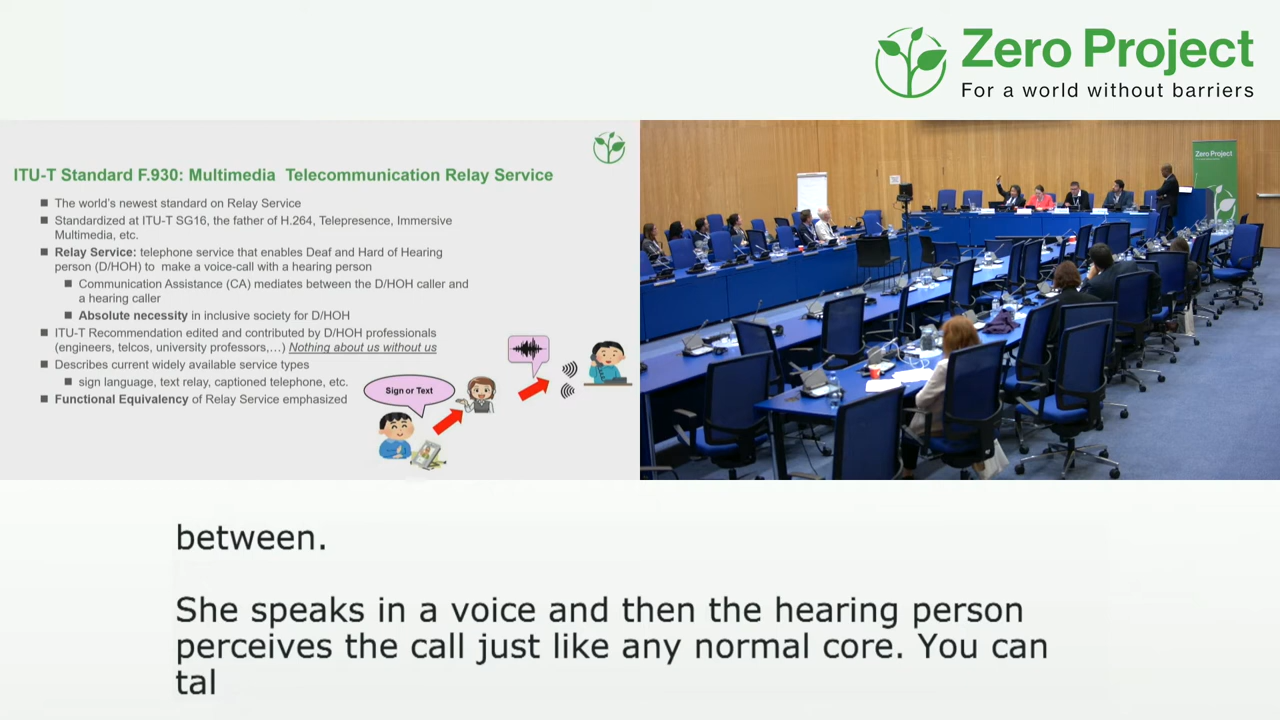 Zero Project
For a world without barriers
ITU-T Standard F.930: Multimedia Telecommunication Relay Service
■ The world's newest standard on Relay Service
■ Standardized at ITU-T SG16, the father of H.264, Telepresence, Immersive
Multimedia, etc.
■ Relay Service: telephone service that enables Deaf and Hard of Hearing
person (D/HOH) to make a voice-call with a hearing person
■ Communication Assistance (CA) mediates between the D/HOH caller and
a hearing caller
■ Absolute necessity in inclusive society for D/HOH
■ ITU-T Recommendation edited and contributed by D/HOH professionals
(engineers, telcos, university professors,…) Nothing about us without us
■ Describes current widely available service types
■ sign language, text relay, captioned telephone, etc.
■ Functional Equivalency of Relay Service emphasized
Sign or Text
Zero Project
between.
She speaks in a voice and then the hearing person
perceives the call just like any normal core. You can
tal